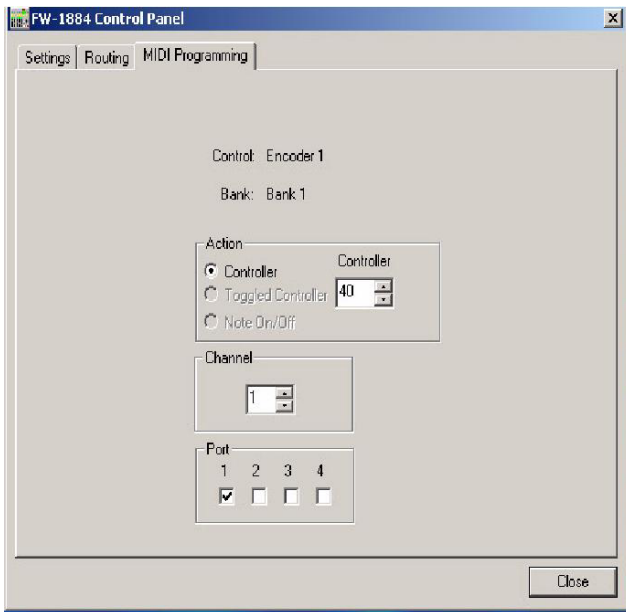 FW-1884 Control Panel
Settings Routing MIDI Programming
Control: Encoder 1
Bank: Bank 1
Action
Controller
Controller
Toggled Controller
40
Note On/Off
Channel
1
Port
1 2 3 4
Close